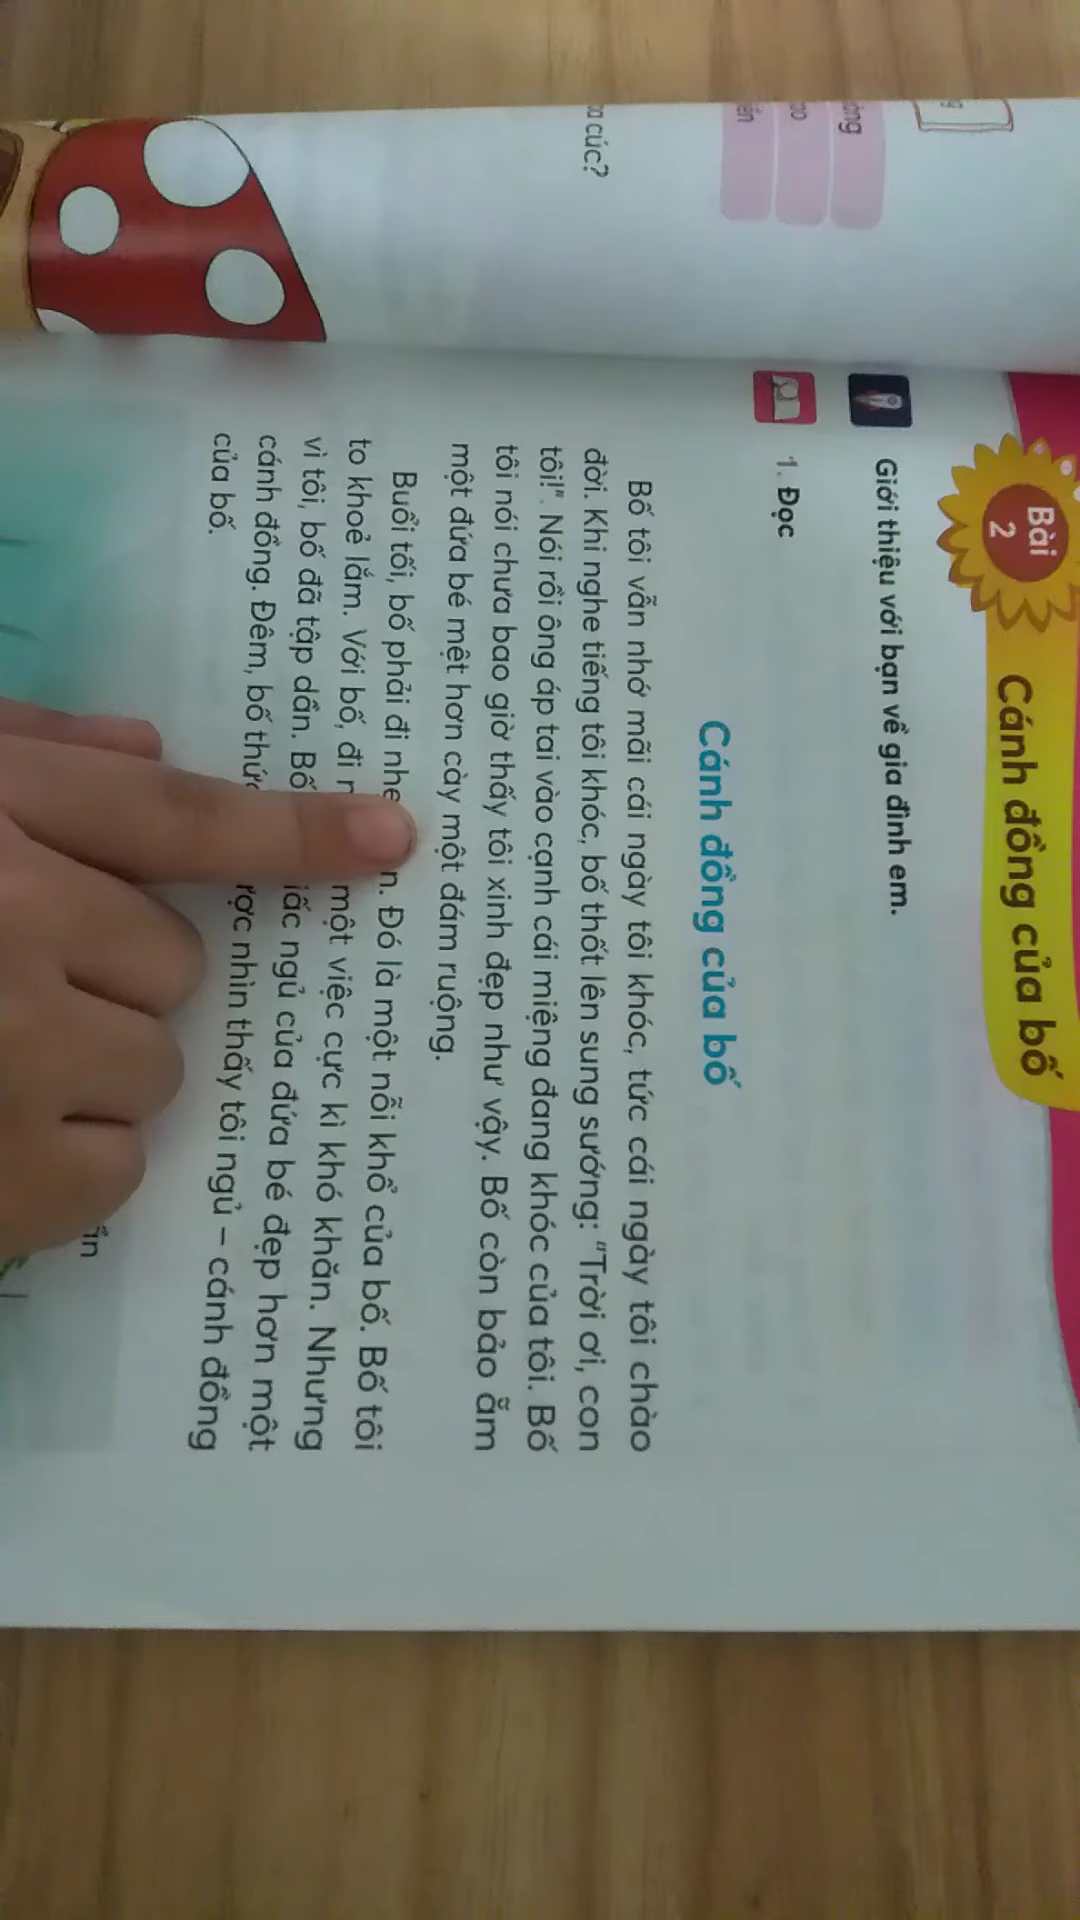 cúc?
Bài
2
Cánh đồng của bố
Giới thiệu với bạn về gia đình em.
1. Đọc
Cánh đồng của bố
Bố tôi vẫn nhớ mãi cái ngày tôi khóc, tức cái ngày tôi chào
đời. Khi nghe tiếng tôi khóc, bố thốt lên sung sướng: "Trời ơi, con
tôi!". Nói rồi ông áp tai vào cạnh cái miệng đang khóc của tôi. Bố
tôi nói chưa bao giờ thấy tôi xinh đẹp như vậy. Bố còn bảo ẵm
một đứa bé mệt hơn cày một đám ruộng.
Buổi tối, bố phải đi Đó là một nỗi khổ của bố. Bố tôi
to khoẻ lắm. Với bố, đi một việc cực kì khó khăn. Nhưng
vì tôi, bố đã tập dần. Bố ngủ của đứa bé đẹp hơn một
cánh đồng. Đêm, bố nhìn thấy tôi ngủ – cánh đồng
của bố.